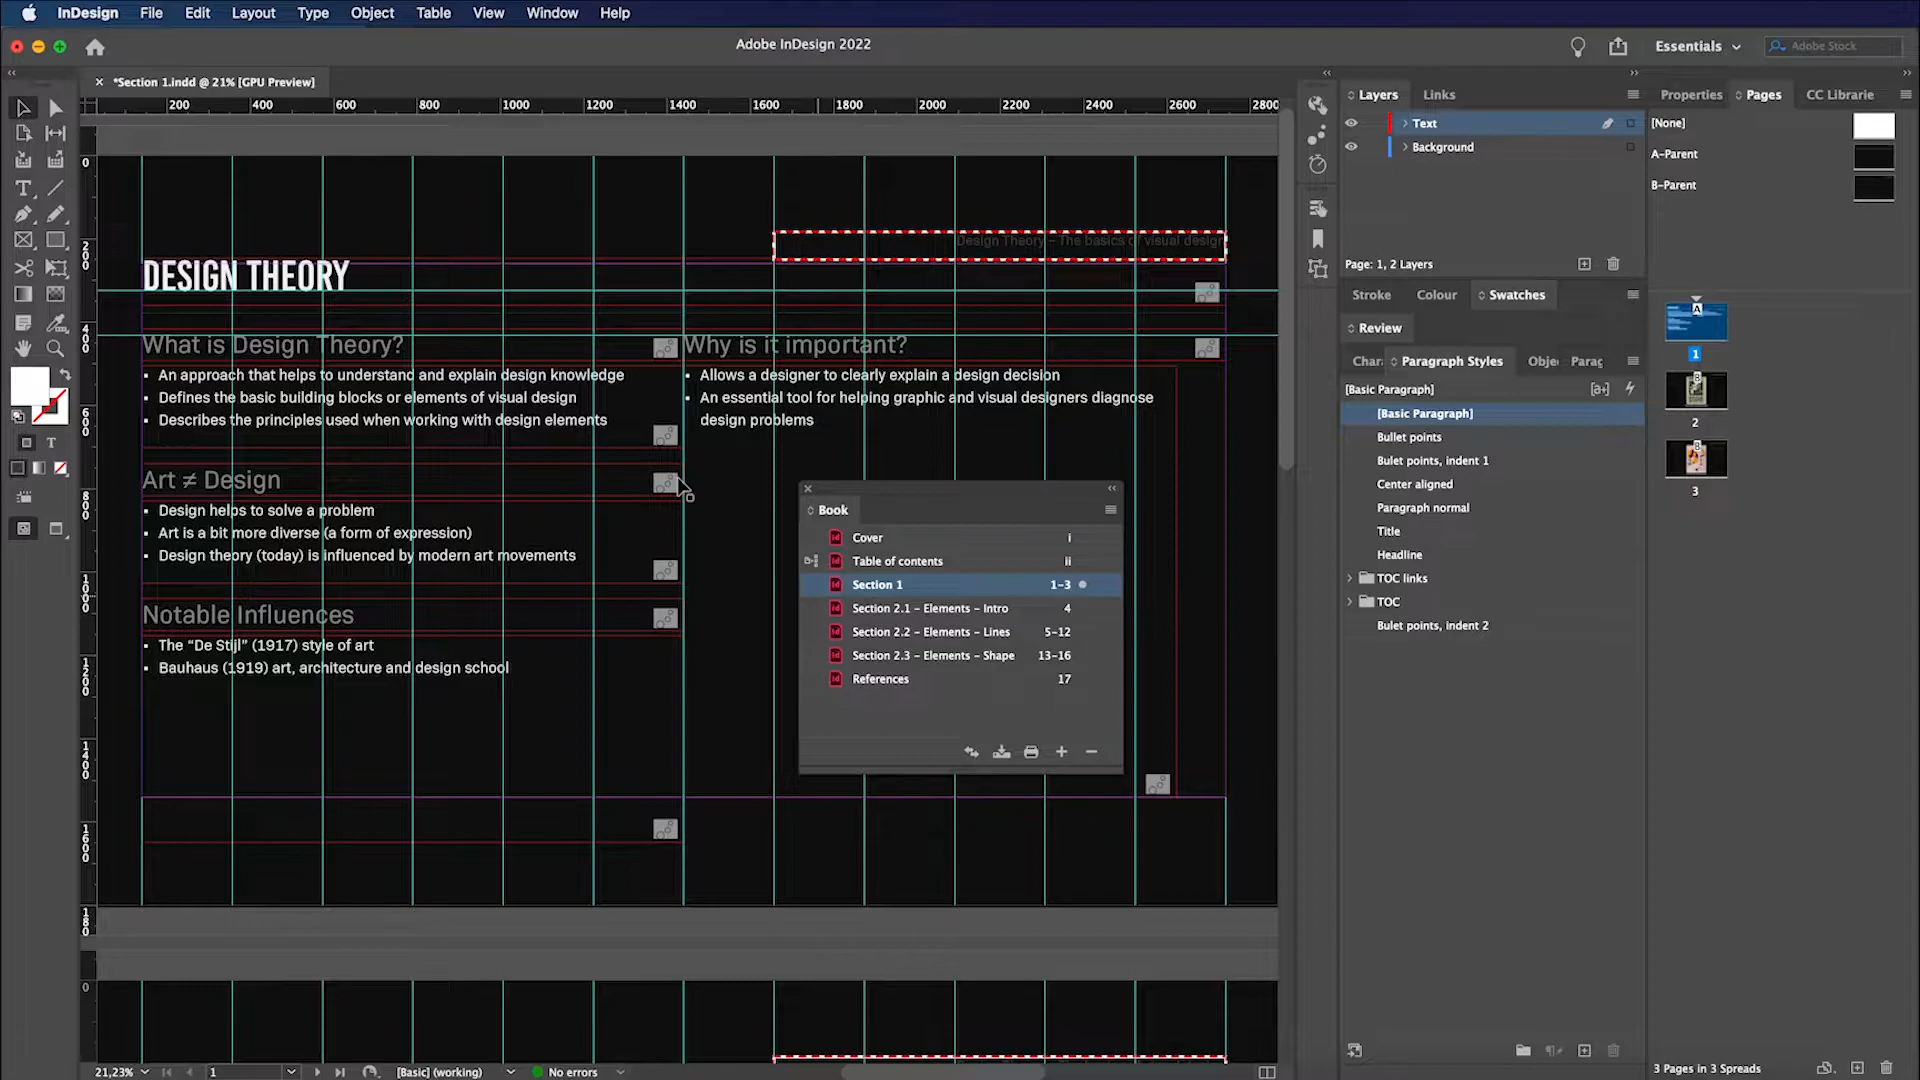 InDesign File Edit Layout Type Object Table View Window Help
Adobe InDesign 2022
Essentials
Adobe Stock
*Section 1.indd @ 21% [GPU Preview]
200 400 600 800 1000 1200 1400 1600 1800 2000 2200 2400 2600 2800
0
200
400
600
800
1000
1200
1400
1600
180
0
Design Theory – The basics of visual design
DESIGN THEORY
What is Design Theory?
▪ An approach that helps to understand and explain design knowledge
▪ Defines the basic building blocks or elements of visual design
▪ Describes the principles used when working with design elements
Art ≠ Design
▪ Design helps to solve a problem
▪ Art is a bit more diverse (a form of expression)
▪ Design theory (today) is influenced by modern art movements
Notable Influences
▪ The “De Stijl” (1917) style of art
▪ Bauhaus (1919) art, architecture and design school
Why is it important?
▪ Allows a designer to clearly explain a design decision
▪ An essential tool for helping graphic and visual designers diagnose
design problems
Book
Cover i
Table of contents ii
Section 1 1-3
Section 2.1 – Elements – Intro 4
Section 2.2 – Elements – Lines 5-12
Section 2.3 – Elements – Shape 13-16
References 17
21,23% 1 [Basic] (working) No errors
Layers Links
Text
Background
Page: 1, 2 Layers
Stroke Colour Swatches
Review
Chara Paragraph Styles Obje Parag
[Basic Paragraph] [a+]
[Basic Paragraph]
Bullet points
Bulet points, indent 1
Center aligned
Paragraph normal
Title
Headline
TOC links
TOC
Bulet points, indent 2
Properties Pages CC Librarie
[None]
A-Parent
B-Parent
A
1
B
2
B
3
3 Pages in 3 Spreads